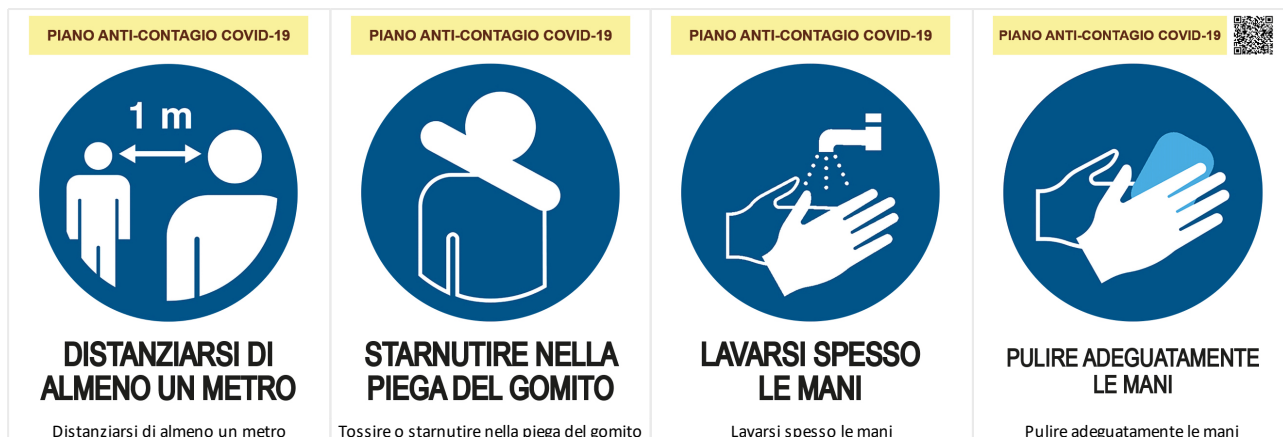 PIANO ANTI-CONTAGIO COVID-19
1 m
DISTANZIARSI DI
ALMENO UN METRO
Distanziarsi di almeno un metro
PIANO ANTI-CONTAGIO COVID-19
STARNUTIRE NELLA
PIEGA DEL GOMITO
Tossire o starnutire nella piega del gomito
PIANO ANTI-CONTAGIO COVID-19
LAVARSI SPESSO
LE MANI
Lavarsi spesso le mani
PIANO ANTI-CONTAGIO COVID-19
PULIRE ADEGUATAMENTE
LE MANI
Pulire adeguatamente le mani